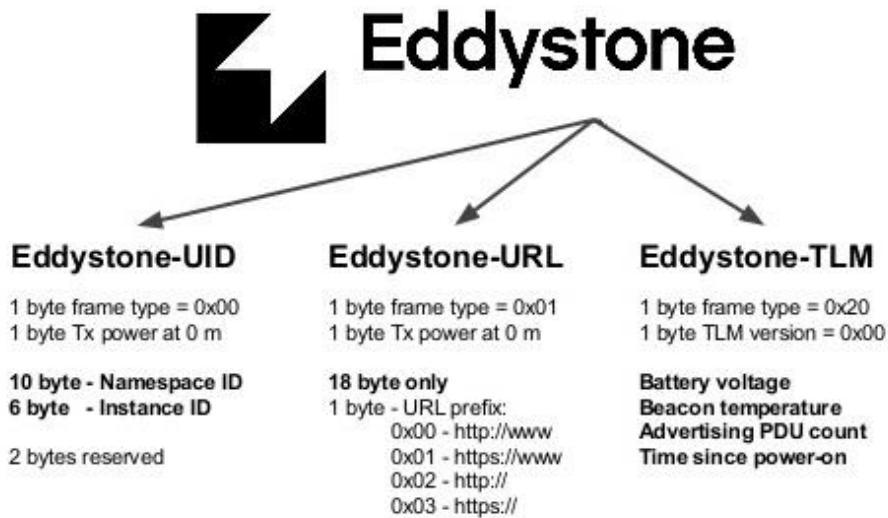 Eddystone
Eddystone-UID
1 byte frame type = 0x00
1 byte Tx power at 0 m
10 byte - Namespace ID
6 byte - Instance ID
2 bytes reserved
Eddystone-URL
1 byte frame type = 0x01
1 byte Tx power at 0 m
18 byte only
1 byte - URL prefix:
0x00 - http://www
0x01 - https://www
0x02 - http://
0x03 - https://
Eddystone-TLM
1 byte frame type = 0x20
1 byte TLM version = 0x00
Battery voltage
Beacon temperature
Advertising PDU count
Time since power-on